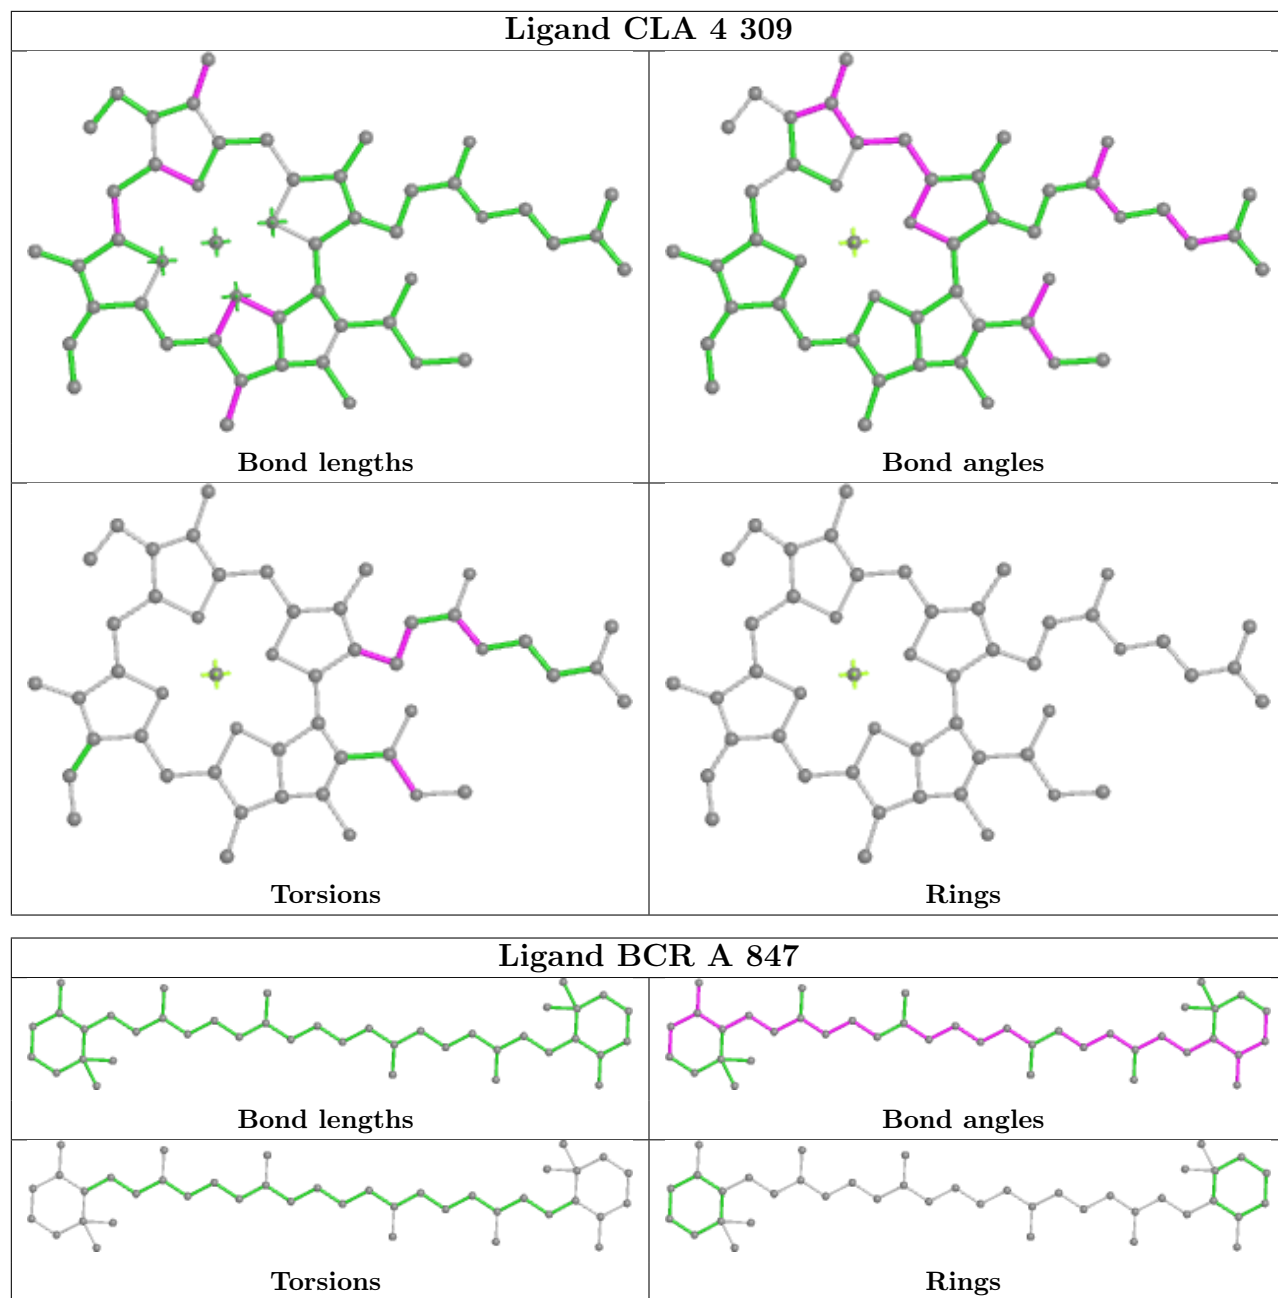 Ligand CLA 4 309
Bond lengths
Bond angles
Torsions
Rings
Ligand BCR A 847
Bond lengths
Bond angles
Torsions
Rings